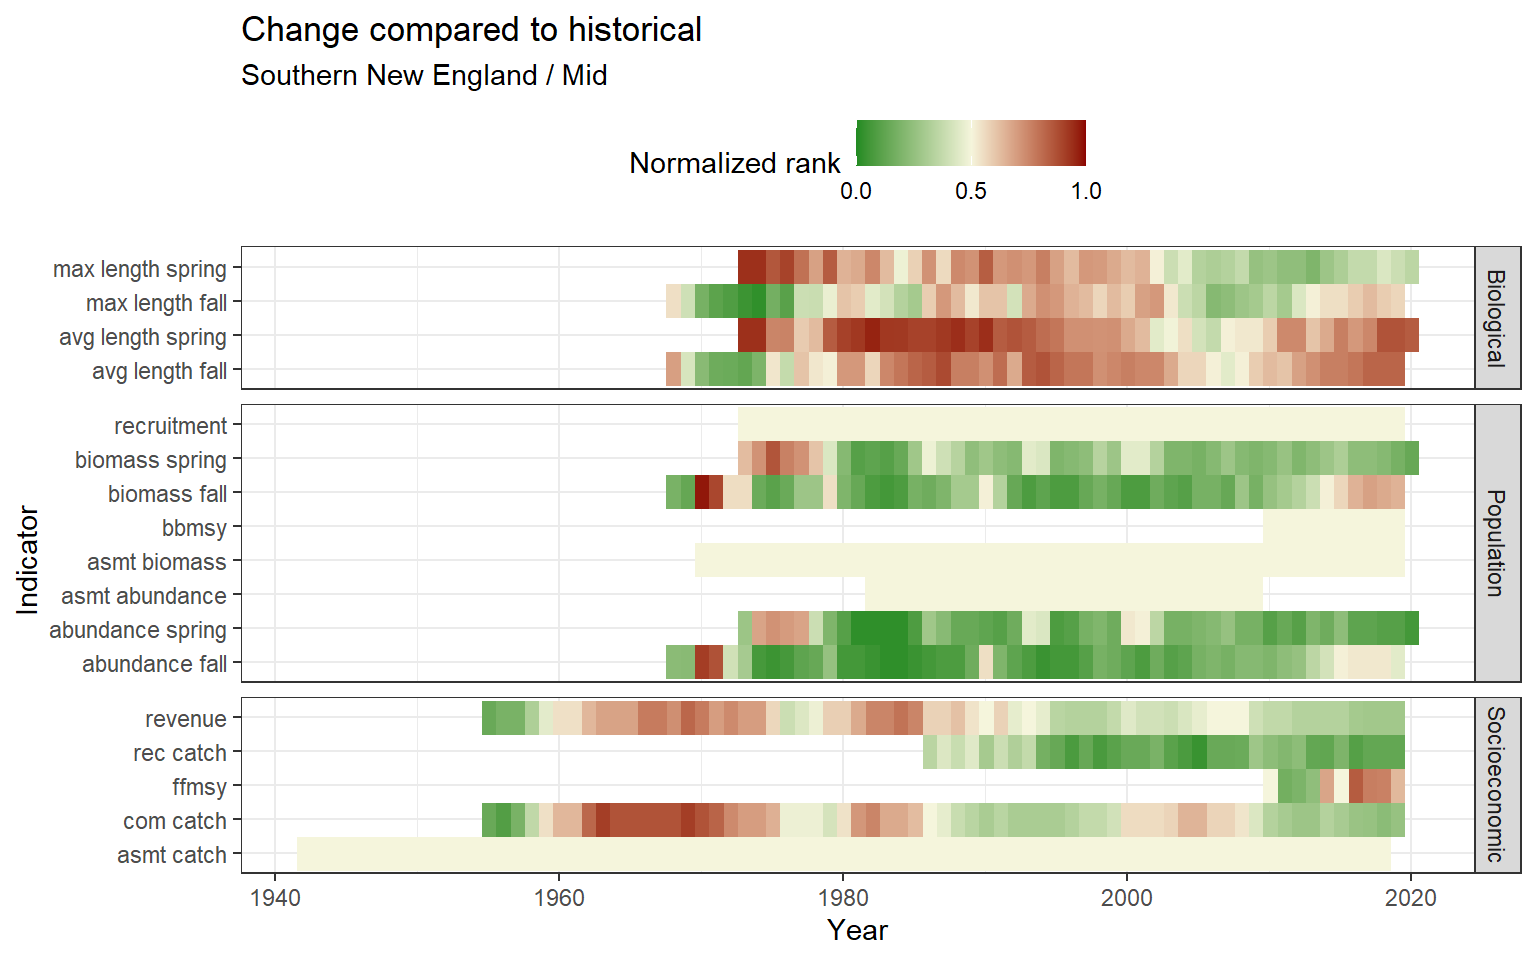 Change compared to historical
Southern New England / Mid
Normalized rank
0.0 0.5 1.0
max length spring
max length fall
avg length spring
avg length fall
Biological
recruitment
biomass spring
biomass fall
bbmsy
asmt biomass
asmt abundance
abundance spring
abundance fall
Population
revenue
rec catch
ffmsy
com catch
asmt catch
Socioeconomic
Indicator
1940 1960 1980 2000 2020
Year